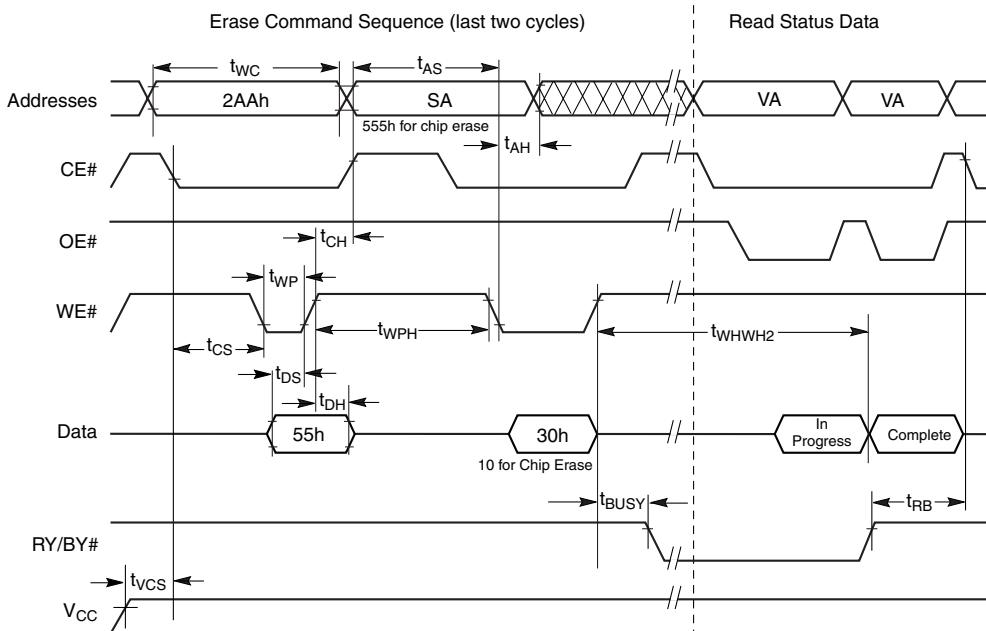 Erase Command Sequence (last two cycles)
Read Status Data
tWC
tAS
Addresses
2AAh
SA
VA
VA
555h for chip erase
tAH
CE#
tCH
OE#
tWP
WE#
tWPH
tWHWH2
tCS
tDS
tDH
Data
55h
30h
In
Progress
Complete
10 for Chip Erase
tBUSY
tRB
RY/BY#
tVCS
VCC